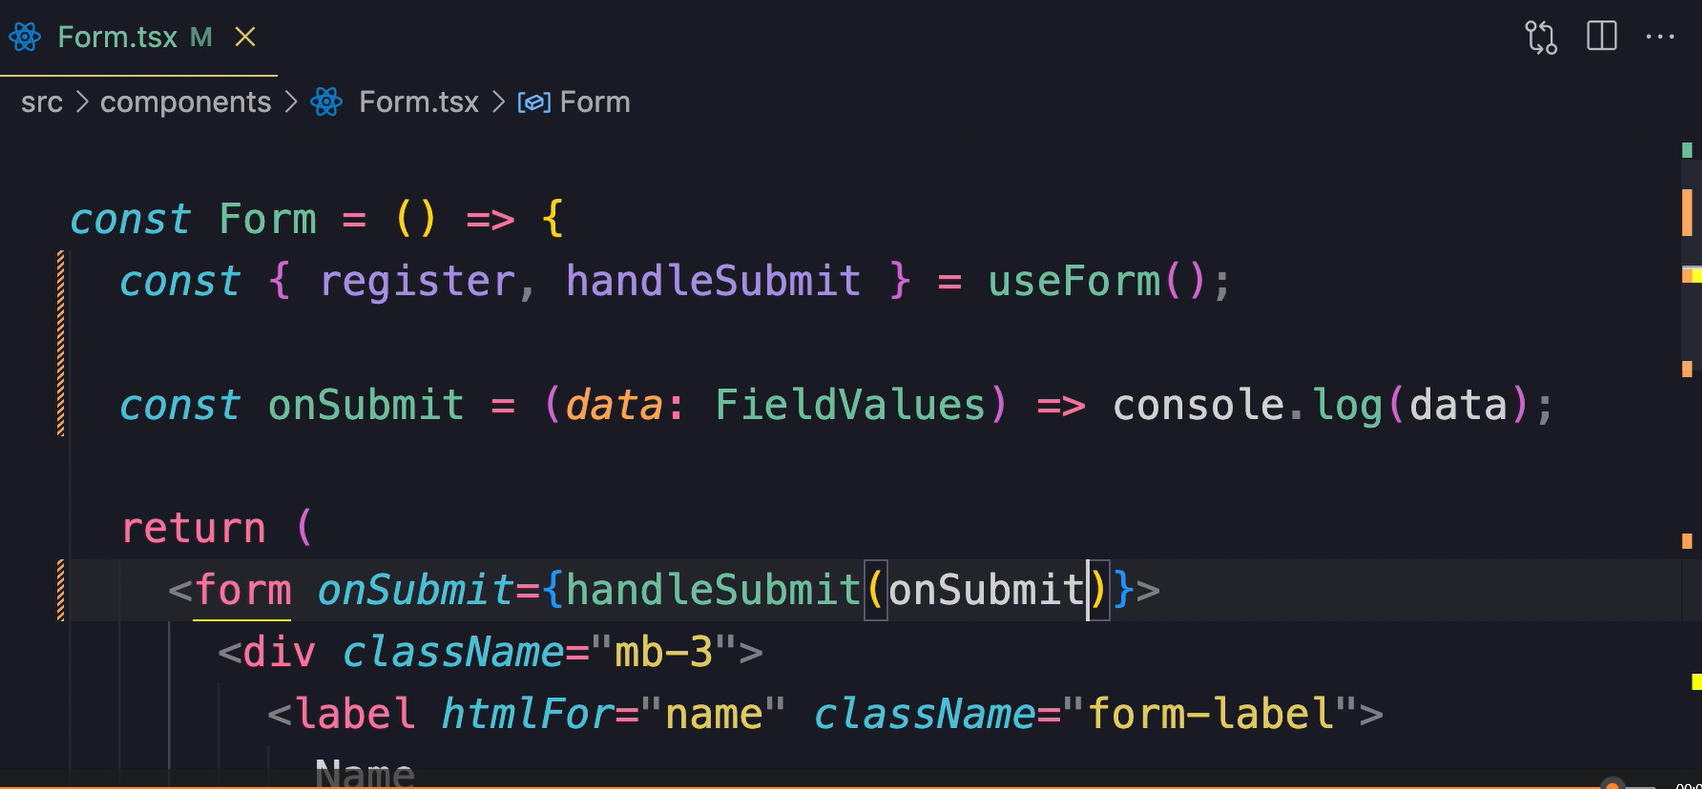 Form.tsx M
src > components > Form.tsx > Form
const Form = () => {
const { register, handleSubmit } = useForm();
const onSubmit = (data: FieldValues) => console.log(data);
return (
<form onSubmit={handleSubmit(onSubmit)}>
<div className="mb-3">
<label htmlFor="name" className="form-label">
Name